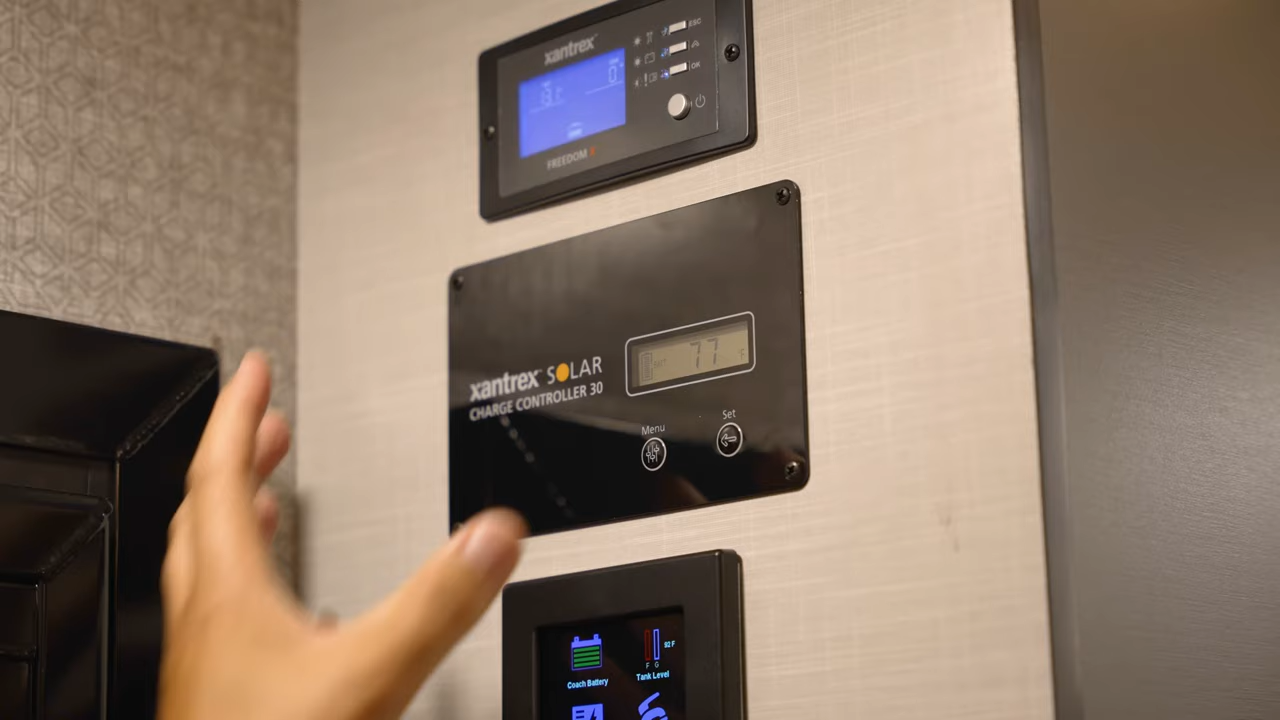 xantrex
ESC
OK
FREEDOM X
xantrex SOLAR
CHARGE CONTROLLER 30
77
Menu
Set
92 F
F G
Coach Battery
Tank Level